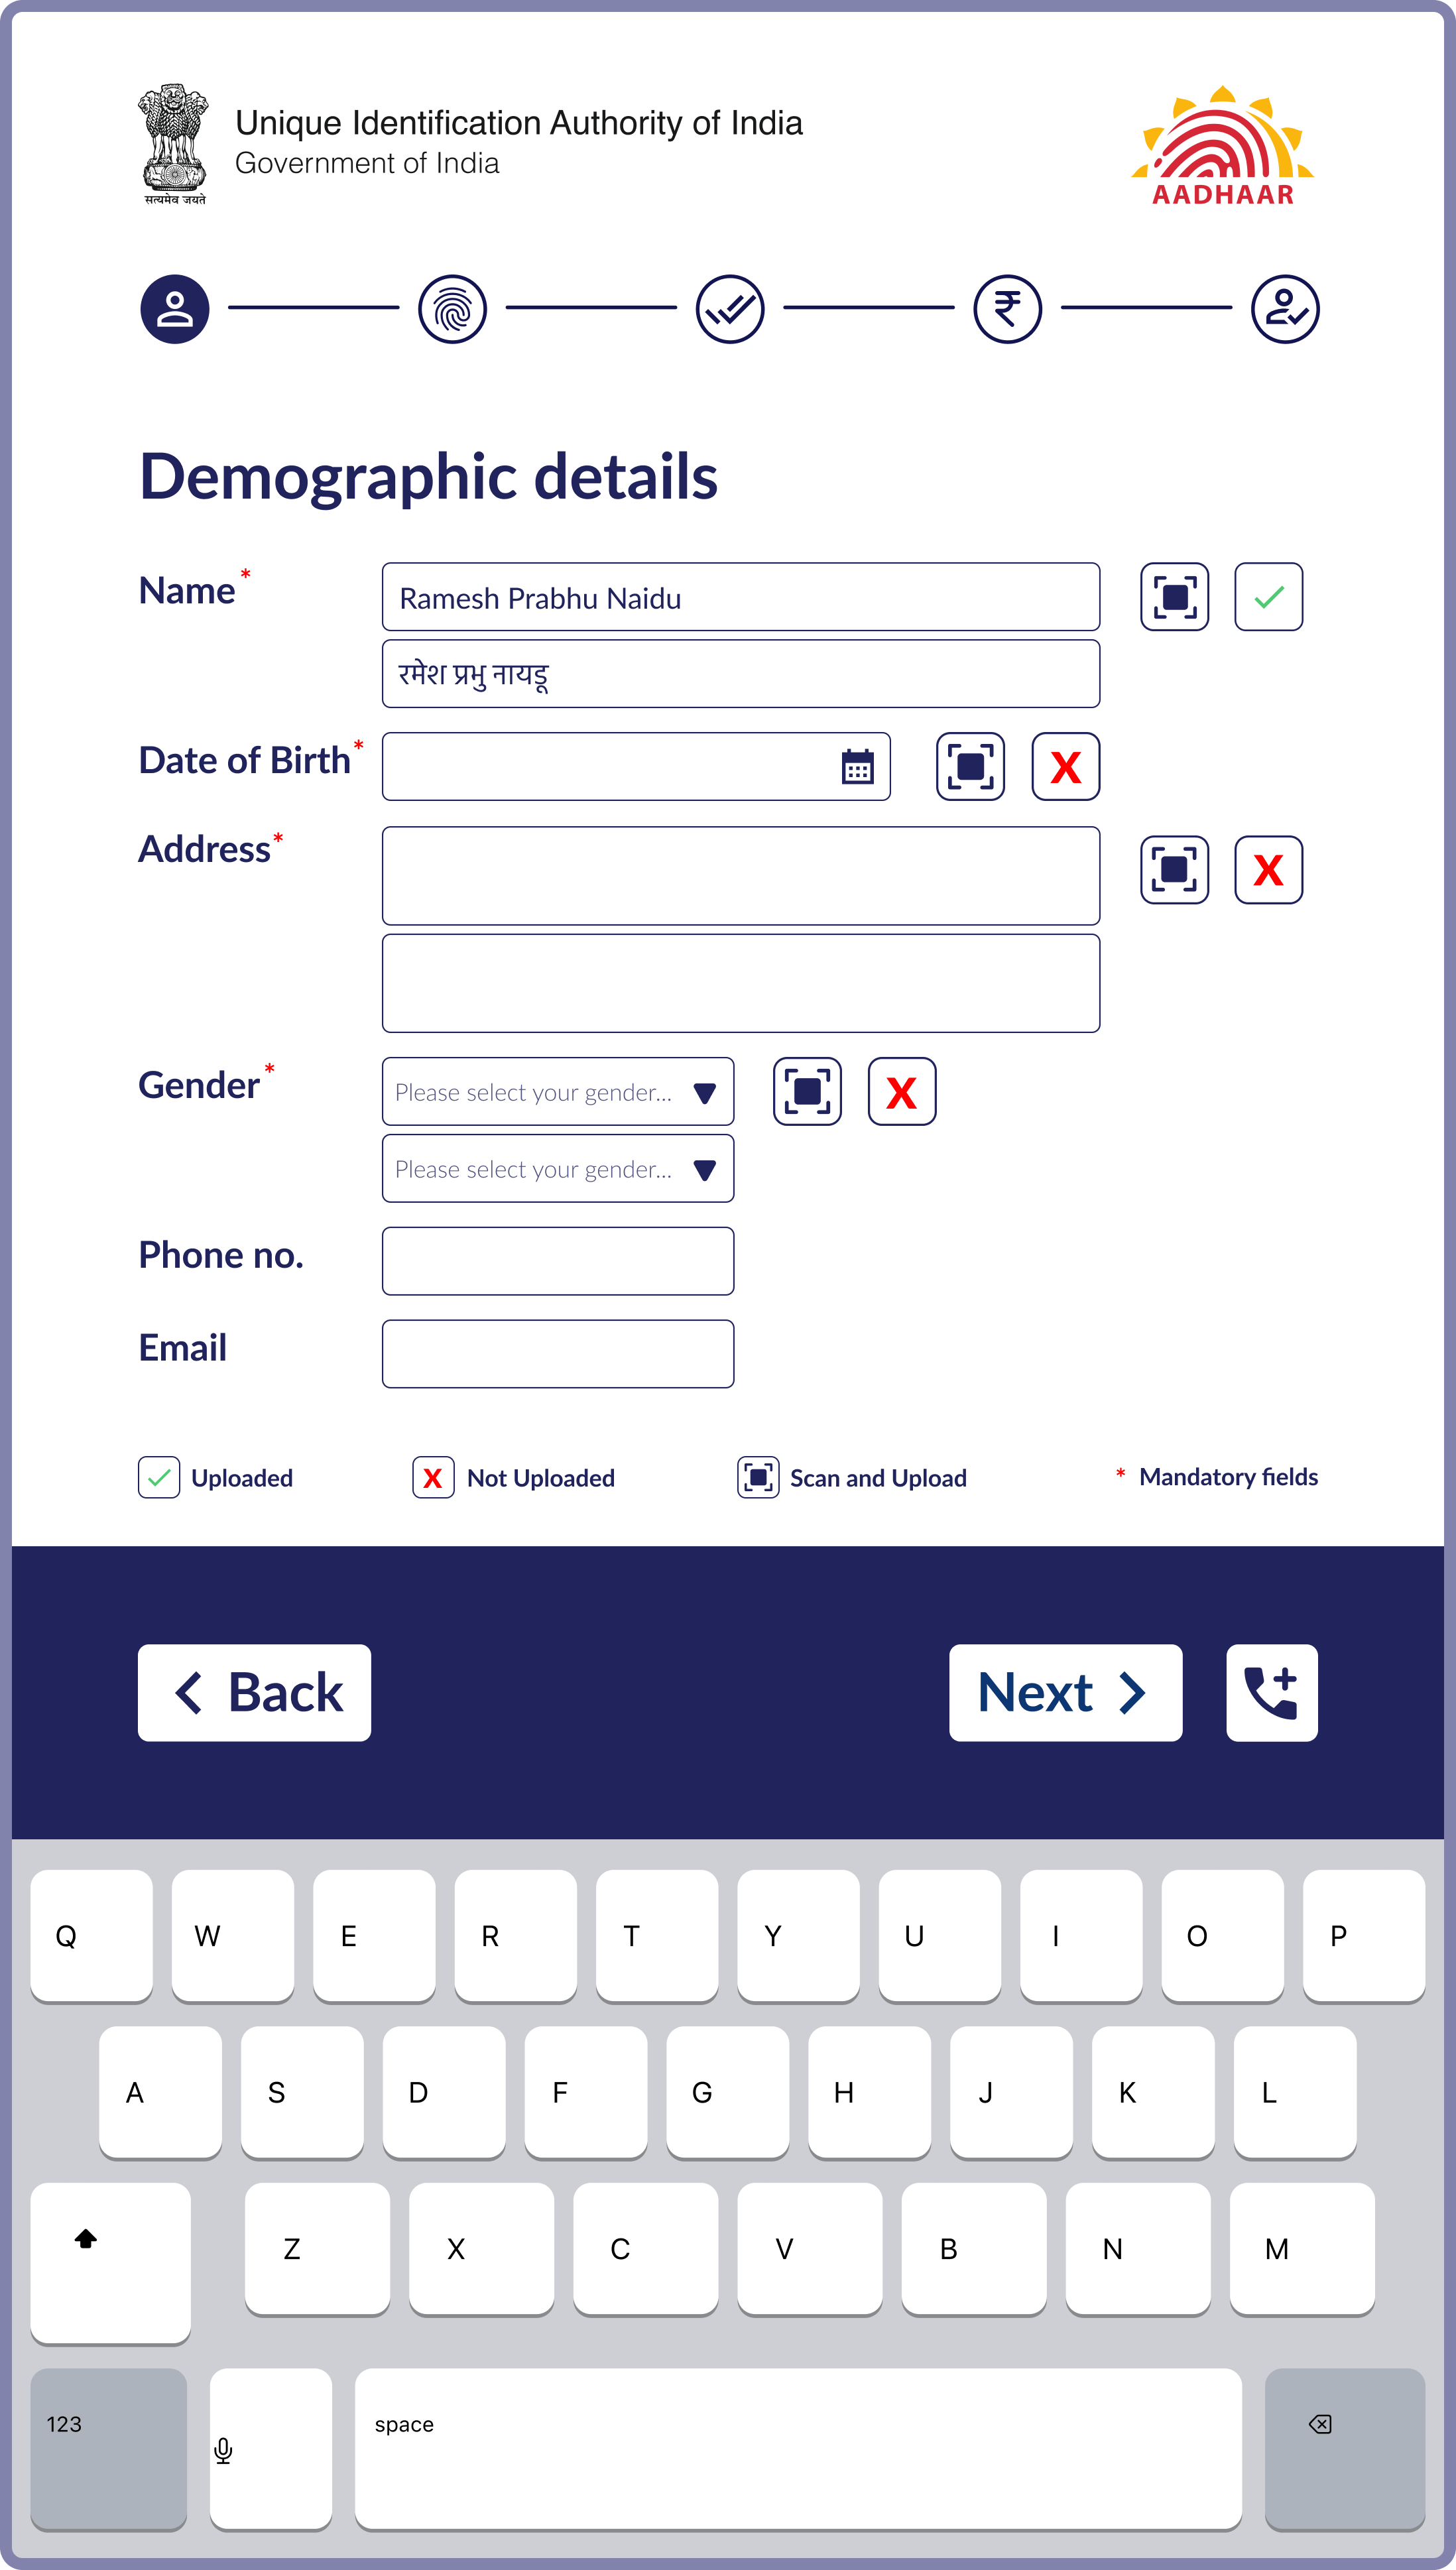 Unique Identification Authority of India
Government of India
सत्यमेव जयते
AADHAAR
Demographic details
Name *
Ramesh Prabhu Naidu
रमेश प्रभु नायडू
Date of Birth *
X
Address *
X
Gender *
Please select your gender...
X
Please select your gender...
Phone no.
Email
Uploaded
X Not Uploaded
Scan and Upload
* Mandatory fields
Back
Next
Q W E R T Y U I O P
A S D F G H J K L
Z X C V B N M
123
space